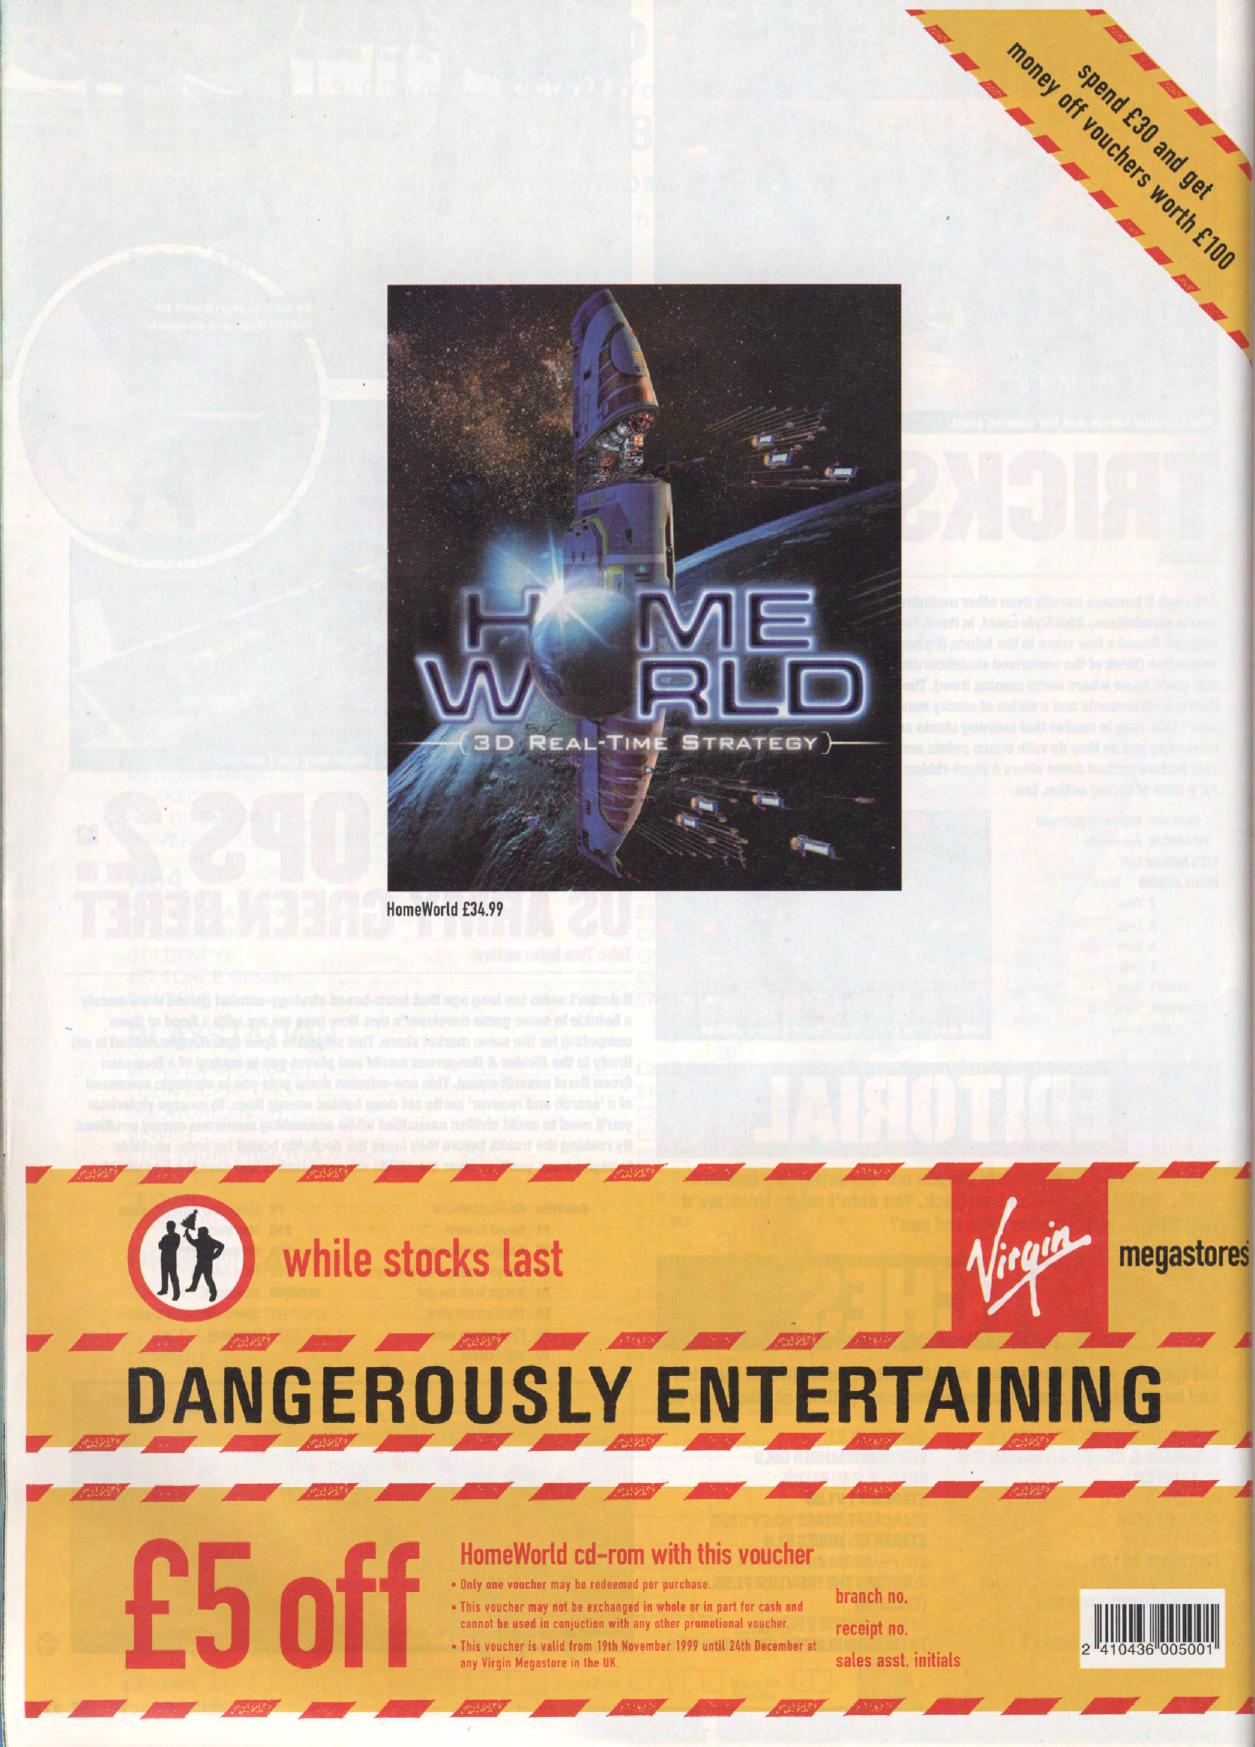 spend £30 and get
money off vouchers worth £100
HOME
WORLD
3D REAL-TIME STRATEGY
HomeWorld £34.99
while stocks last
Virgin
megastores
DANGEROUSLY ENTERTAINING
£5 off
HomeWorld cd-rom with this voucher
• Only one voucher may be redeemed per purchase.
• This voucher may not be exchanged in whole or in part for cash and
cannot be used in conjuction with any other promotional voucher.
• This voucher is valid from 19th November 1999 until 24th December at
any Virgin Megastore in the UK.
branch no.
receipt no.
sales asst. initials
2 410436 005001